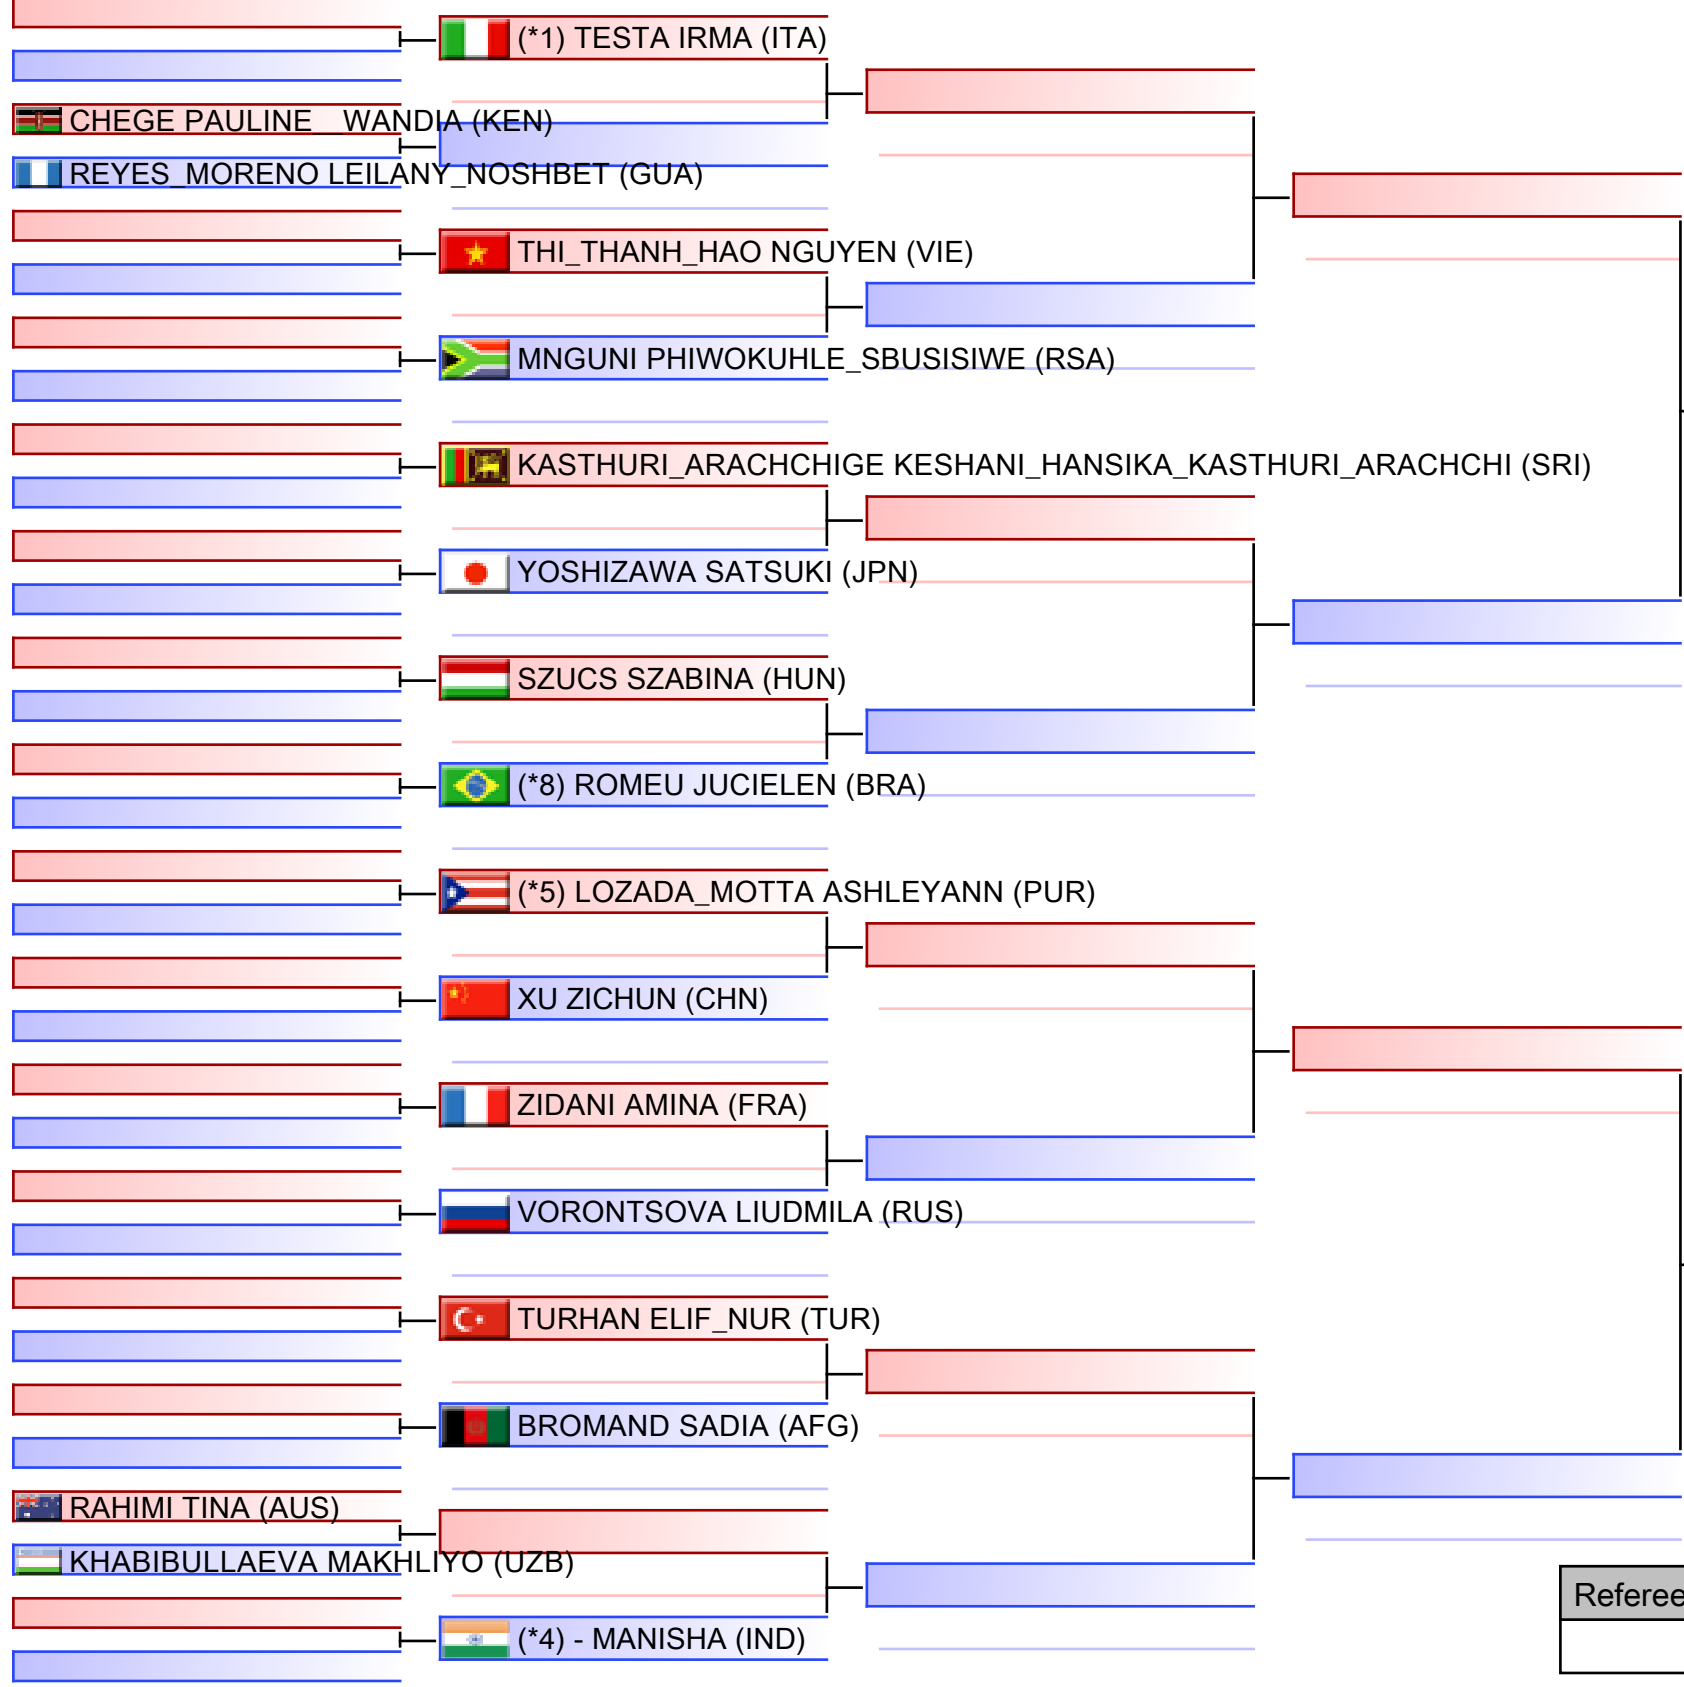 (*1) TESTA IRMA (ITA)
CHEGE PAULINE__WANDIA (KEN)
REYES_MORENO LEILANY_NOSHBET (GUA)
THI_THANH_HAO NGUYEN (VIE)
MNGUNI PHIWOKUHLE_SBUSISIWE (RSA)
KASTHURI_ARACHCHIGE KESHANI_HANSIKA_KASTHURI_ARACHCHI (SRI)
YOSHIZAWA SATSUKI (JPN)
SZUCS SZABINA (HUN)
(*8) ROMEU JUCIELEN (BRA)
(*5) LOZADA_MOTTA ASHLEYANN (PUR)
XU ZICHUN (CHN)
ZIDANI AMINA (FRA)
VORONTSOVA LIUDMILA (RUS)
TURHAN ELIF_NUR (TUR)
BROMAND SADIA (AFG)
RAHIMI TINA (AUS)
KHABIBULLAEVA MAKHLIYO (UZB)
Referee
(*4) - MANISHA (IND)